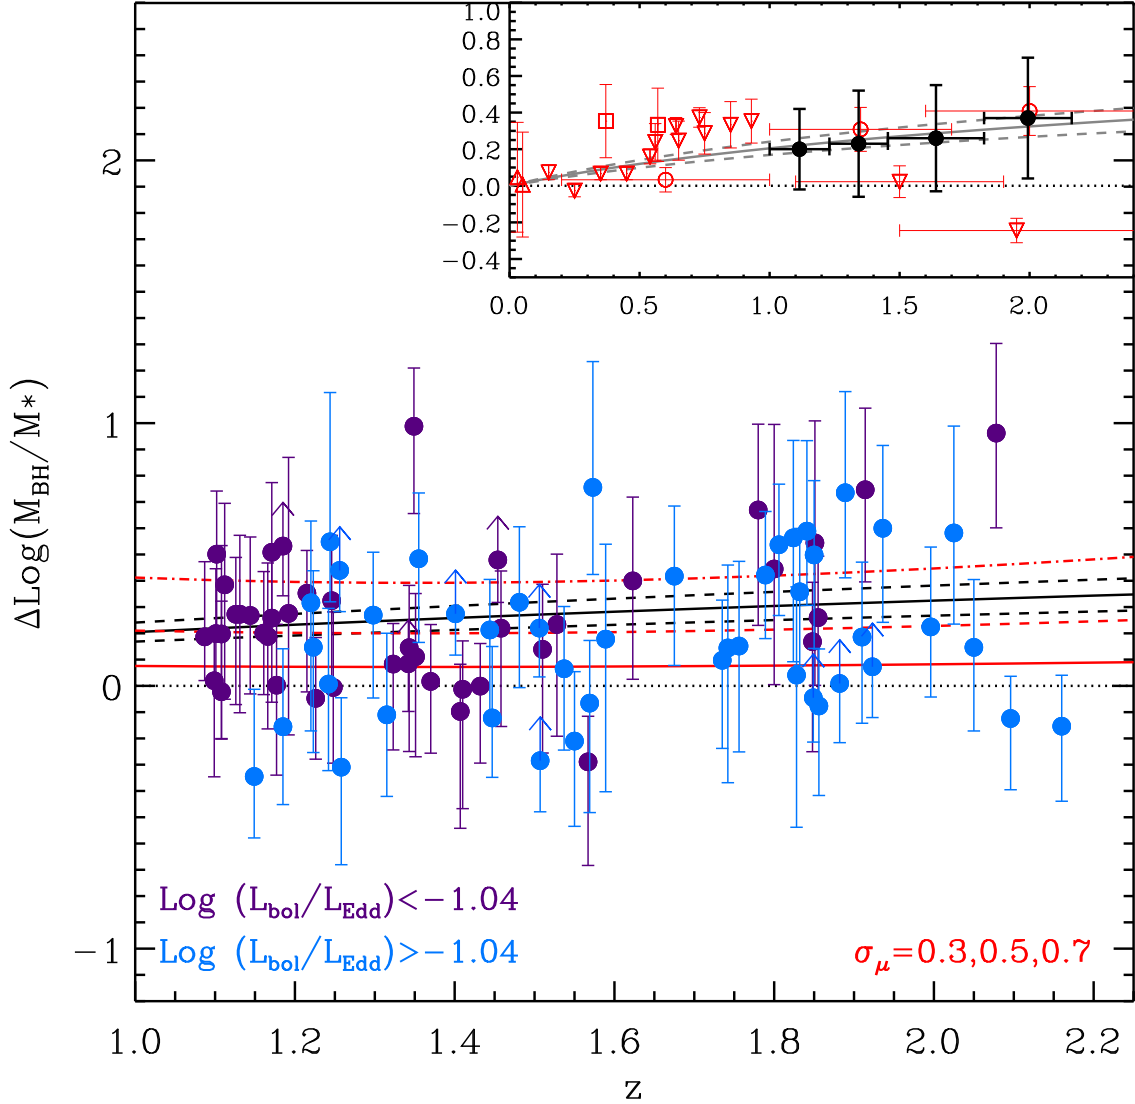 1.0
0.8
0.6
0.4
0.2
0.0
−0.2
−0.4
0.0 0.5 1.0 1.5 2.0
2
1
0
−1
ΔLog(M_BH/M*)
Log (L_bol/L_Edd)<−1.04
Log (L_bol/L_Edd)>−1.04
σ_μ=0.3,0.5,0.7
1.0 1.2 1.4 1.6 1.8 2.0 2.2
z